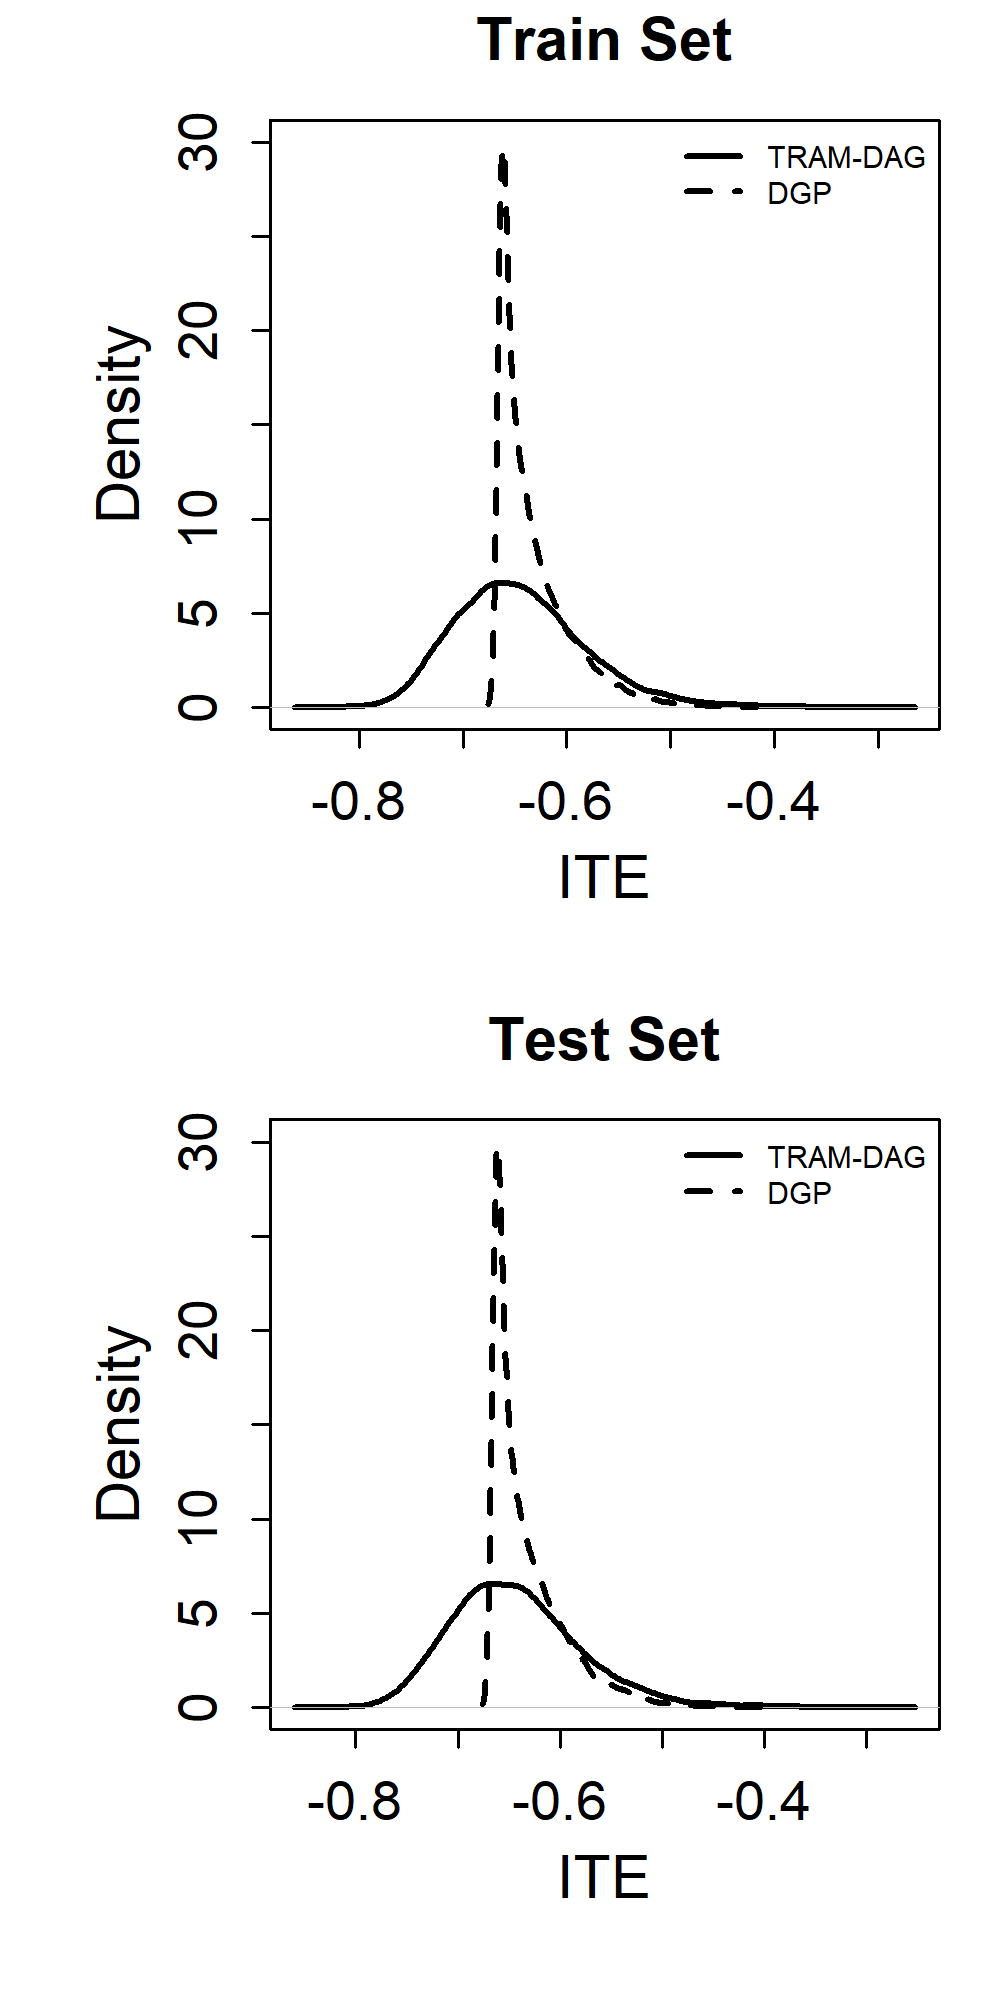 Train Set
30
20
10
5
0
Density
TRAM-DAG
DGP
-0.8 -0.6 -0.4
ITE
Test Set
30
20
10
5
0
Density
TRAM-DAG
DGP
-0.8 -0.6 -0.4
ITE